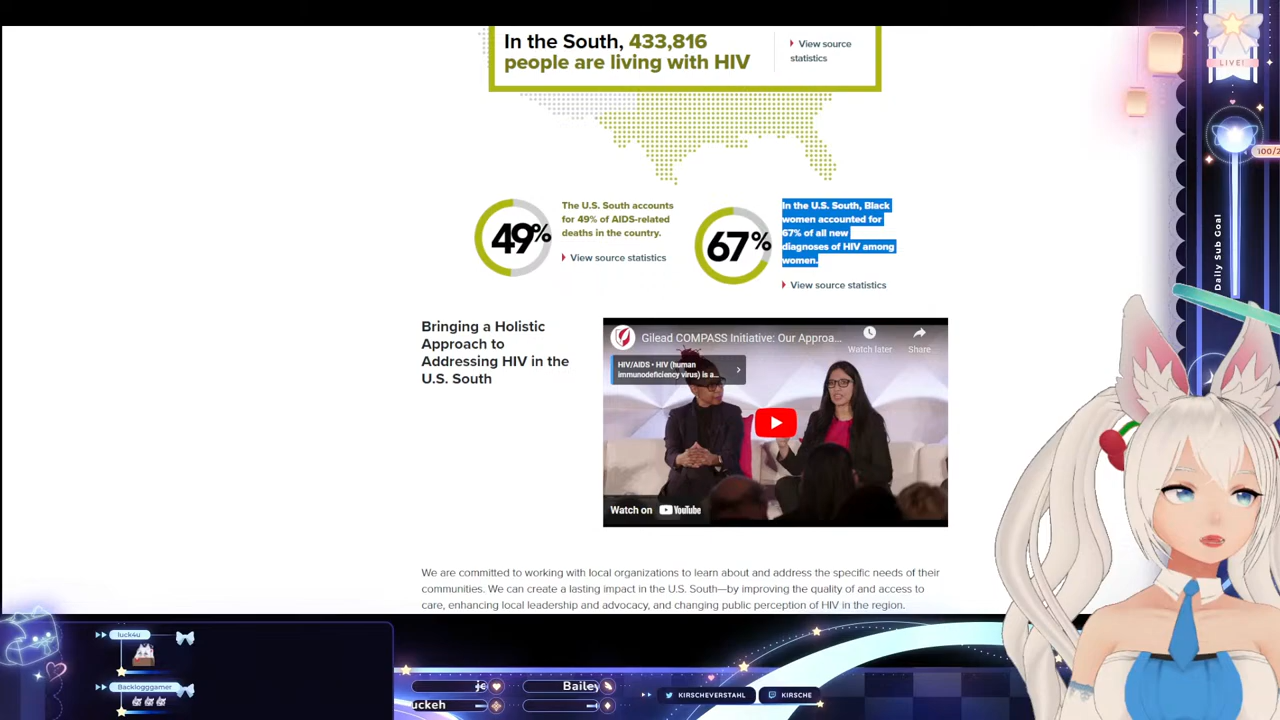 In the South, 433,816
people are living with HIV
View source
statistics
49%
The U.S. South accounts
for 49% of AIDS-related
deaths in the country.
View source statistics
67%
In the U.S. South, Black
women accounted for
67% of all new
diagnoses of HIV among
women.
View source statistics
Bringing a Holistic
Approach to
Addressing HIV in the
U.S. South
Gilead COMPASS Initiative: Our Approa...
Watch later
Share
HIV/AIDS • HIV (human
immunodeficiency virus) is a...
Watch on YouTube
We are committed to working with local organizations to learn about and address the specific needs of their
communities. We can create a lasting impact in the U.S. South—by improving the quality of and access to
care, enhancing local leadership and advocacy, and changing public perception of HIV in the region.
LIVE!
100/2
Daily Sub Goal
luck4u
Backlogggamer
Bailey
uckeh
KIRSCHEVERSTAHL
KIRSCHE